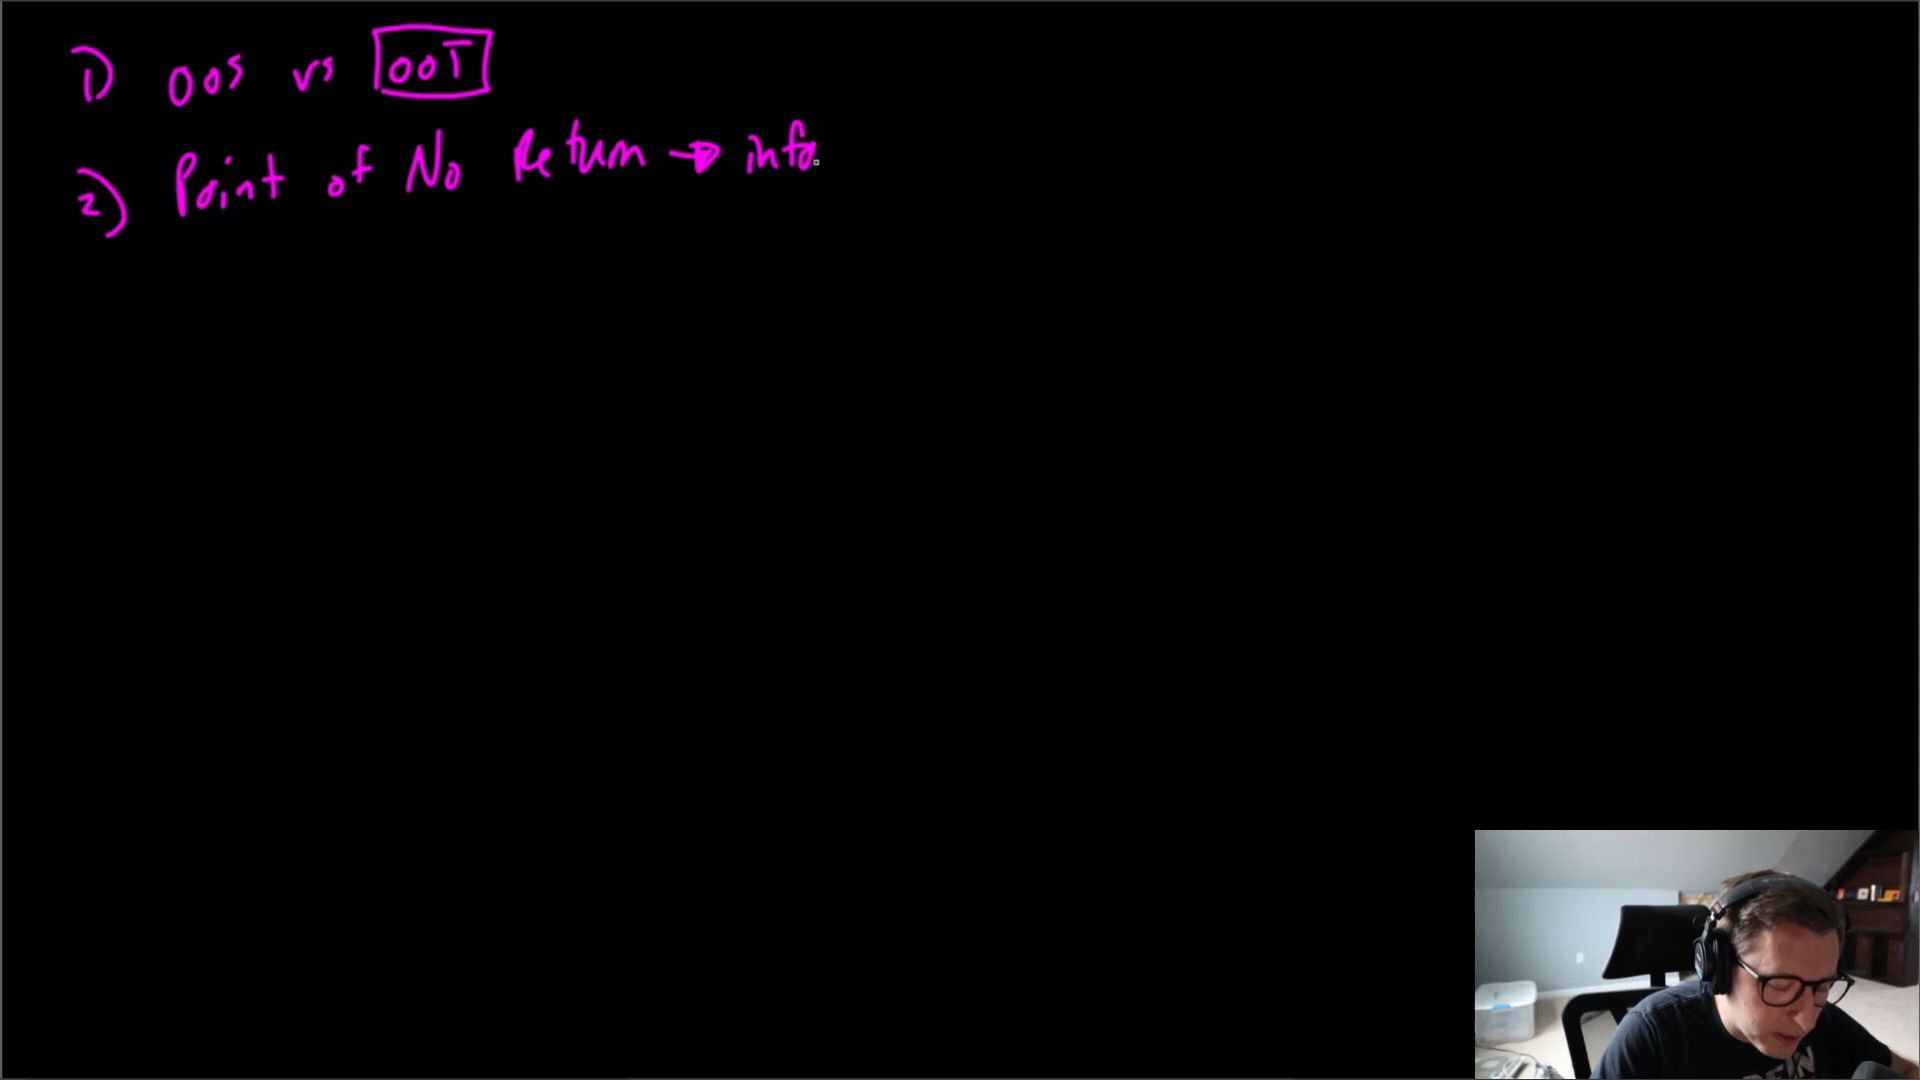 1) OOS vs OOT
2) Point of No Return → info